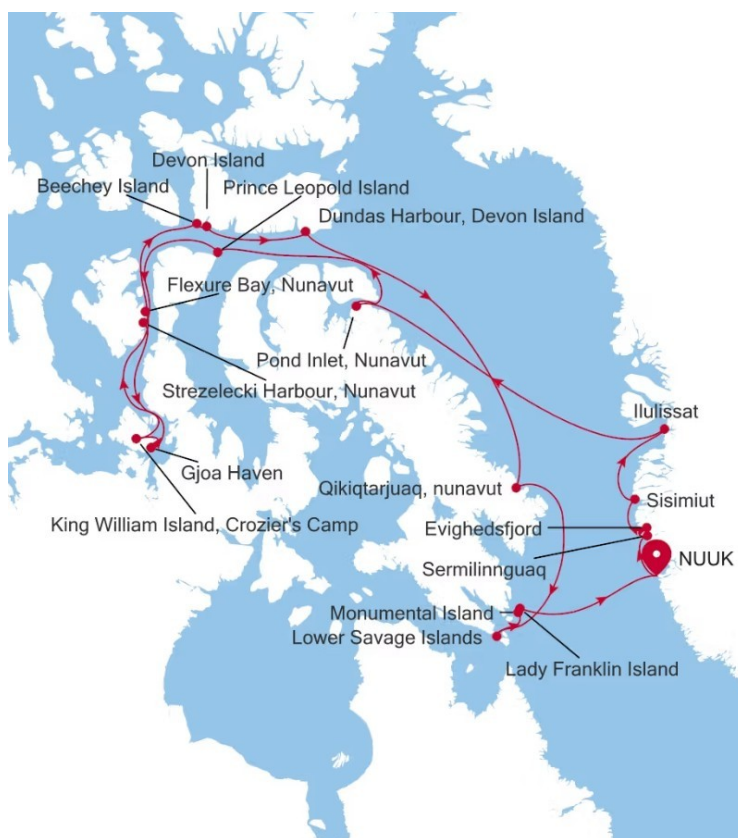 Devon Island
Beechey Island
Prince Leopold Island
Dundas Harbour, Devon Island
Flexure Bay, Nunavut
Pond Inlet, Nunavut
Strezelecki Harbour, Nunavut
Ilulissat
Gjoa Haven
Qikiqtarjuaq, nunavut
Sisimiut
King William Island, Crozier's Camp
Evighedsfjord
Sermilinnguaq
NUUK
Monumental Island
Lower Savage Islands
Lady Franklin Island